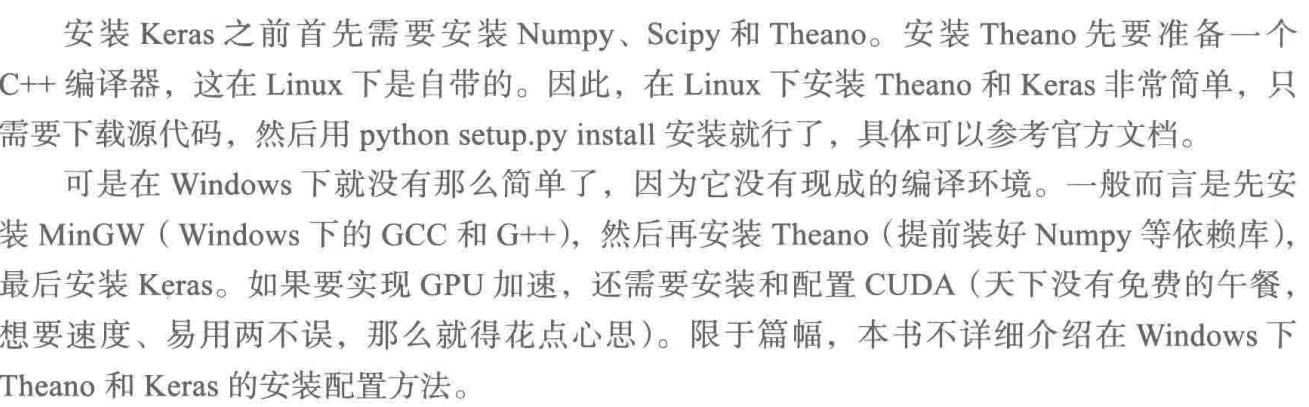 安装 Keras 之前首先需要安装 Numpy、Scipy 和 Theano。安装 Theano 先要准备一个
C++ 编译器，这在 Linux 下是自带的。因此，在 Linux 下安装 Theano 和 Keras 非常简单，只
需要下载源代码，然后用 python setup.py install 安装就行了，具体可以参考官方文档。
可是在 Windows 下就没有那么简单了，因为它没有现成的编译环境。一般而言是先安
装 MinGW（Windows 下的 GCC 和 G++），然后再安装 Theano（提前装好 Numpy 等依赖库），
最后安装 Keras。如果要实现 GPU 加速，还需要安装和配置 CUDA（天下没有免费的午餐，
想要速度、易用两不误，那么就得花点心思）。限于篇幅，本书不详细介绍在 Windows 下
Theano 和 Keras 的安装配置方法。